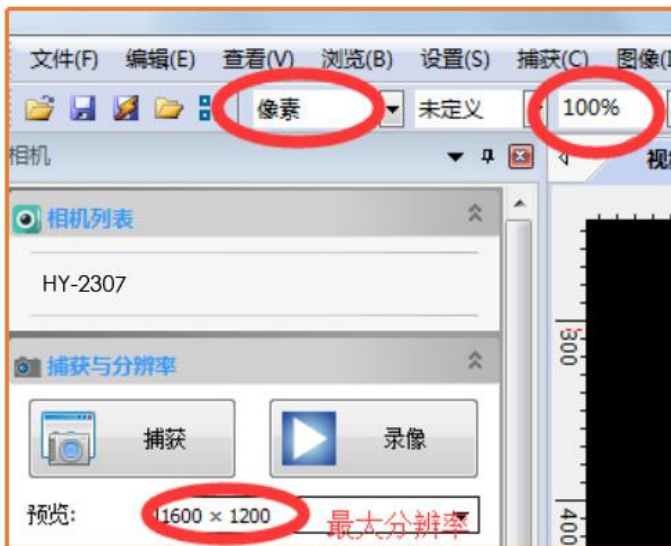 文件(F) 编辑(E) 查看(V) 浏览(B) 设置(S) 捕获(C) 图像(
像素 未定义 100%
相机
相机列表
HY-2307
捕获与分辨率
捕获 录像
预览: 1600 × 1200 最大分辨率
300
400